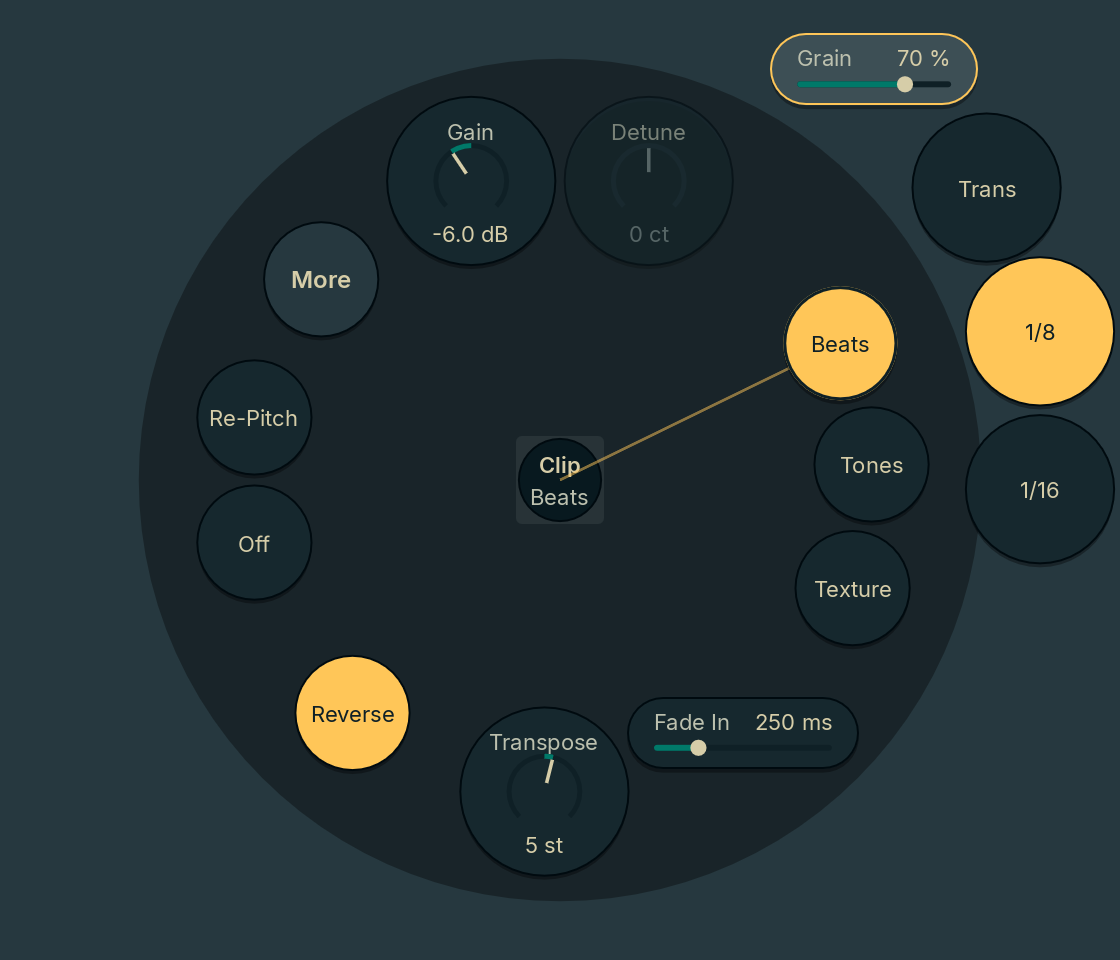 Grain 70 %
Gain
-6.0 dB
Detune
0 ct
Trans
More
1/8
Beats
Re-Pitch
Clip
Beats
Tones
1/16
Off
Texture
Reverse
Transpose
5 st
Fade In 250 ms